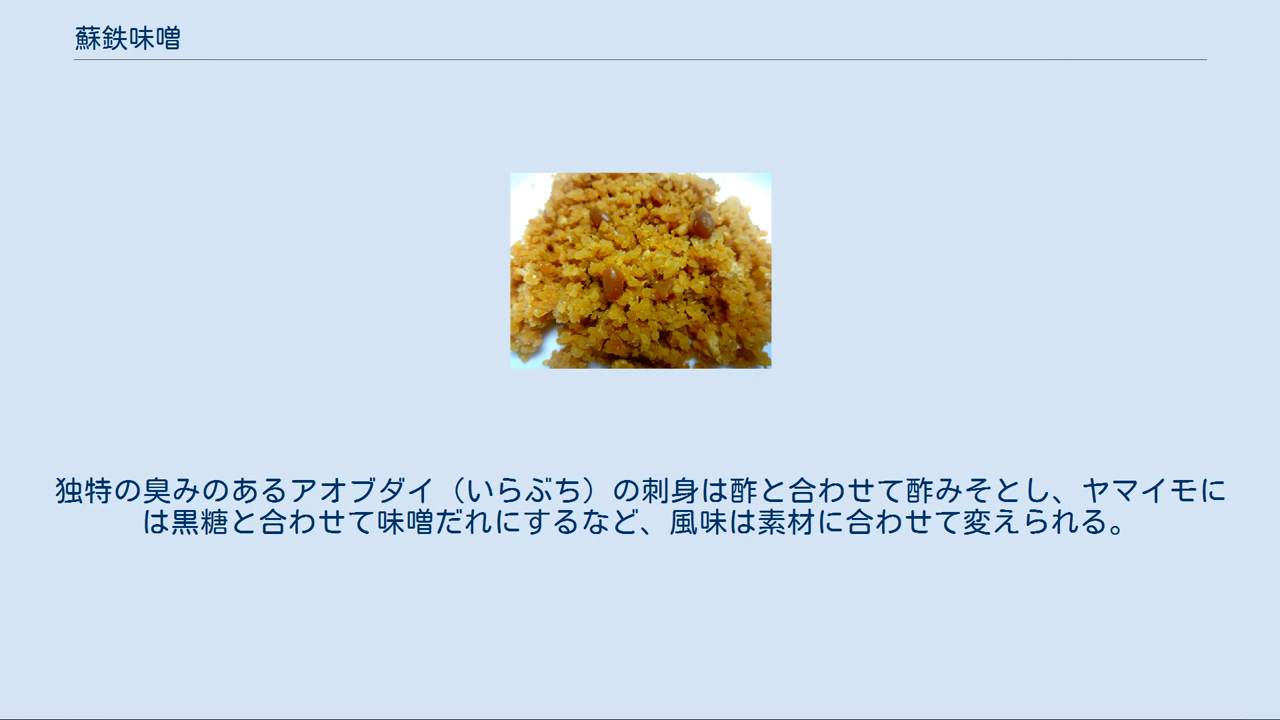 蘇鉄味噌
独特の臭みのあるアオブダイ（いらぶち）の刺身は酢と合わせて酢みそとし、ヤマイモに
は黒糖と合わせて味噌だれにするなど、風味は素材に合わせて変えられる。